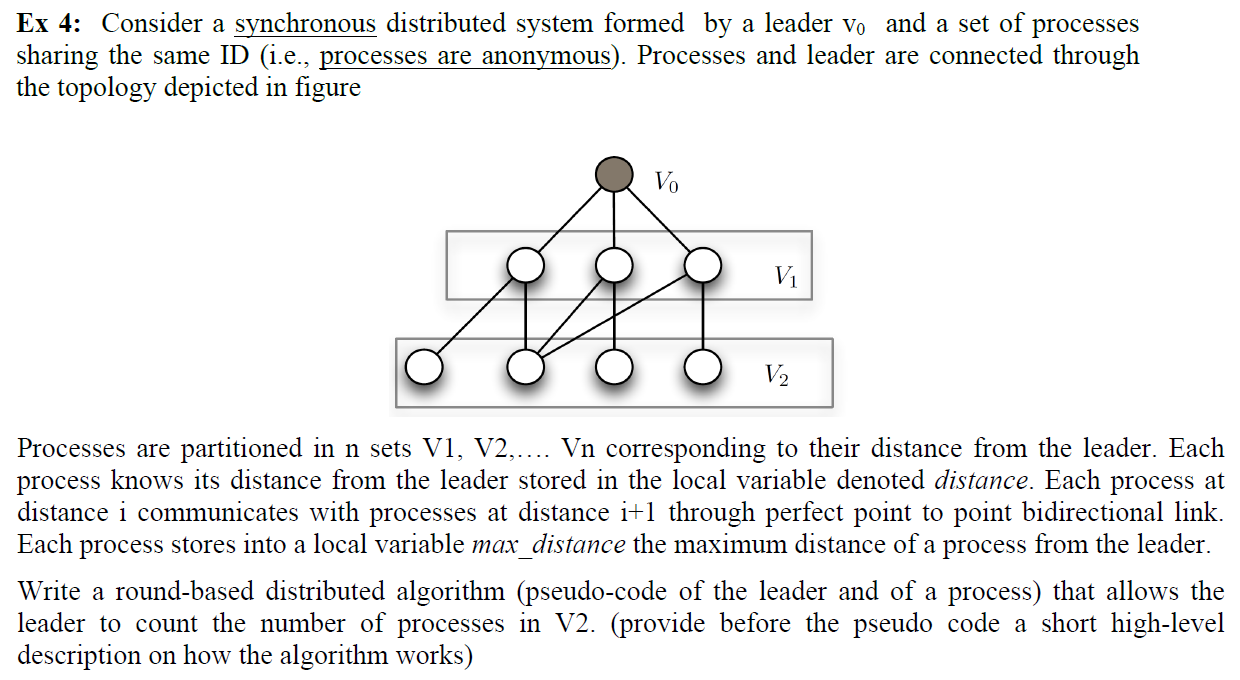 Ex 4: Consider a synchronous distributed system formed by a leader v₀ and a set of processes
sharing the same ID (i.e., processes are anonymous). Processes and leader are connected through
the topology depicted in figure
V₀
V₁
V₂
Processes are partitioned in n sets V1, V2,.... Vn corresponding to their distance from the leader. Each
process knows its distance from the leader stored in the local variable denoted distance. Each process at
distance i communicates with processes at distance i+1 through perfect point to point bidirectional link.
Each process stores into a local variable max_distance the maximum distance of a process from the leader.
Write a round-based distributed algorithm (pseudo-code of the leader and of a process) that allows the
leader to count the number of processes in V2. (provide before the pseudo code a short high-level
description on how the algorithm works)